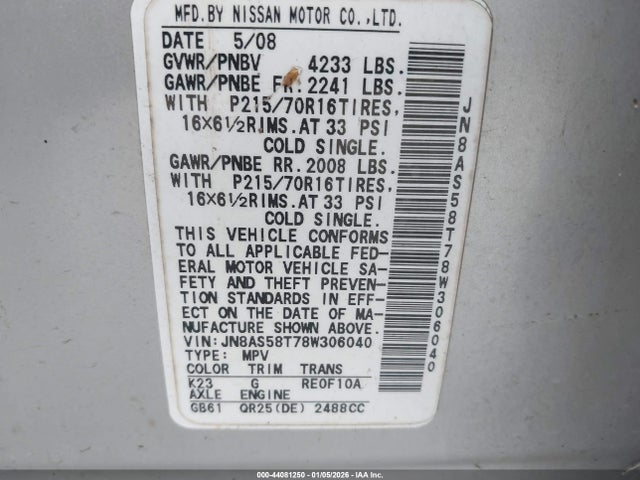 MFD.BY NISSAN MOTOR CO.,LTD.
DATE 5/08
GVWR/PNBV 4233 LBS.
GAWR/PNBE FR.2241 LBS.
WITH P215/70R16TIRES,
16X6½RIMS.AT 33 PSI
COLD SINGLE.
GAWR/PNBE RR.2008 LBS.
WITH P215/70R16TIRES,
16X6½RIMS.AT 33 PSI
COLD SINGLE.
THIS VEHICLE CONFORMS
TO ALL APPLICABLE FED-
ERAL MOTOR VEHICLE SA-
FETY AND THEFT PREVEN-
TION STANDARDS IN EFF-
ECT ON THE DATE OF MA-
NUFACTURE SHOWN ABOVE.
VIN:JN8AS58T78W306040
TYPE: MPV
COLOR TRIM TRANS
K23 G RE0F10A
AXLE ENGINE
GB61 QR25(DE) 2488CC
JN8AS58T78W306040
000-44081250 - 01/05/2026 - IAAI CORP